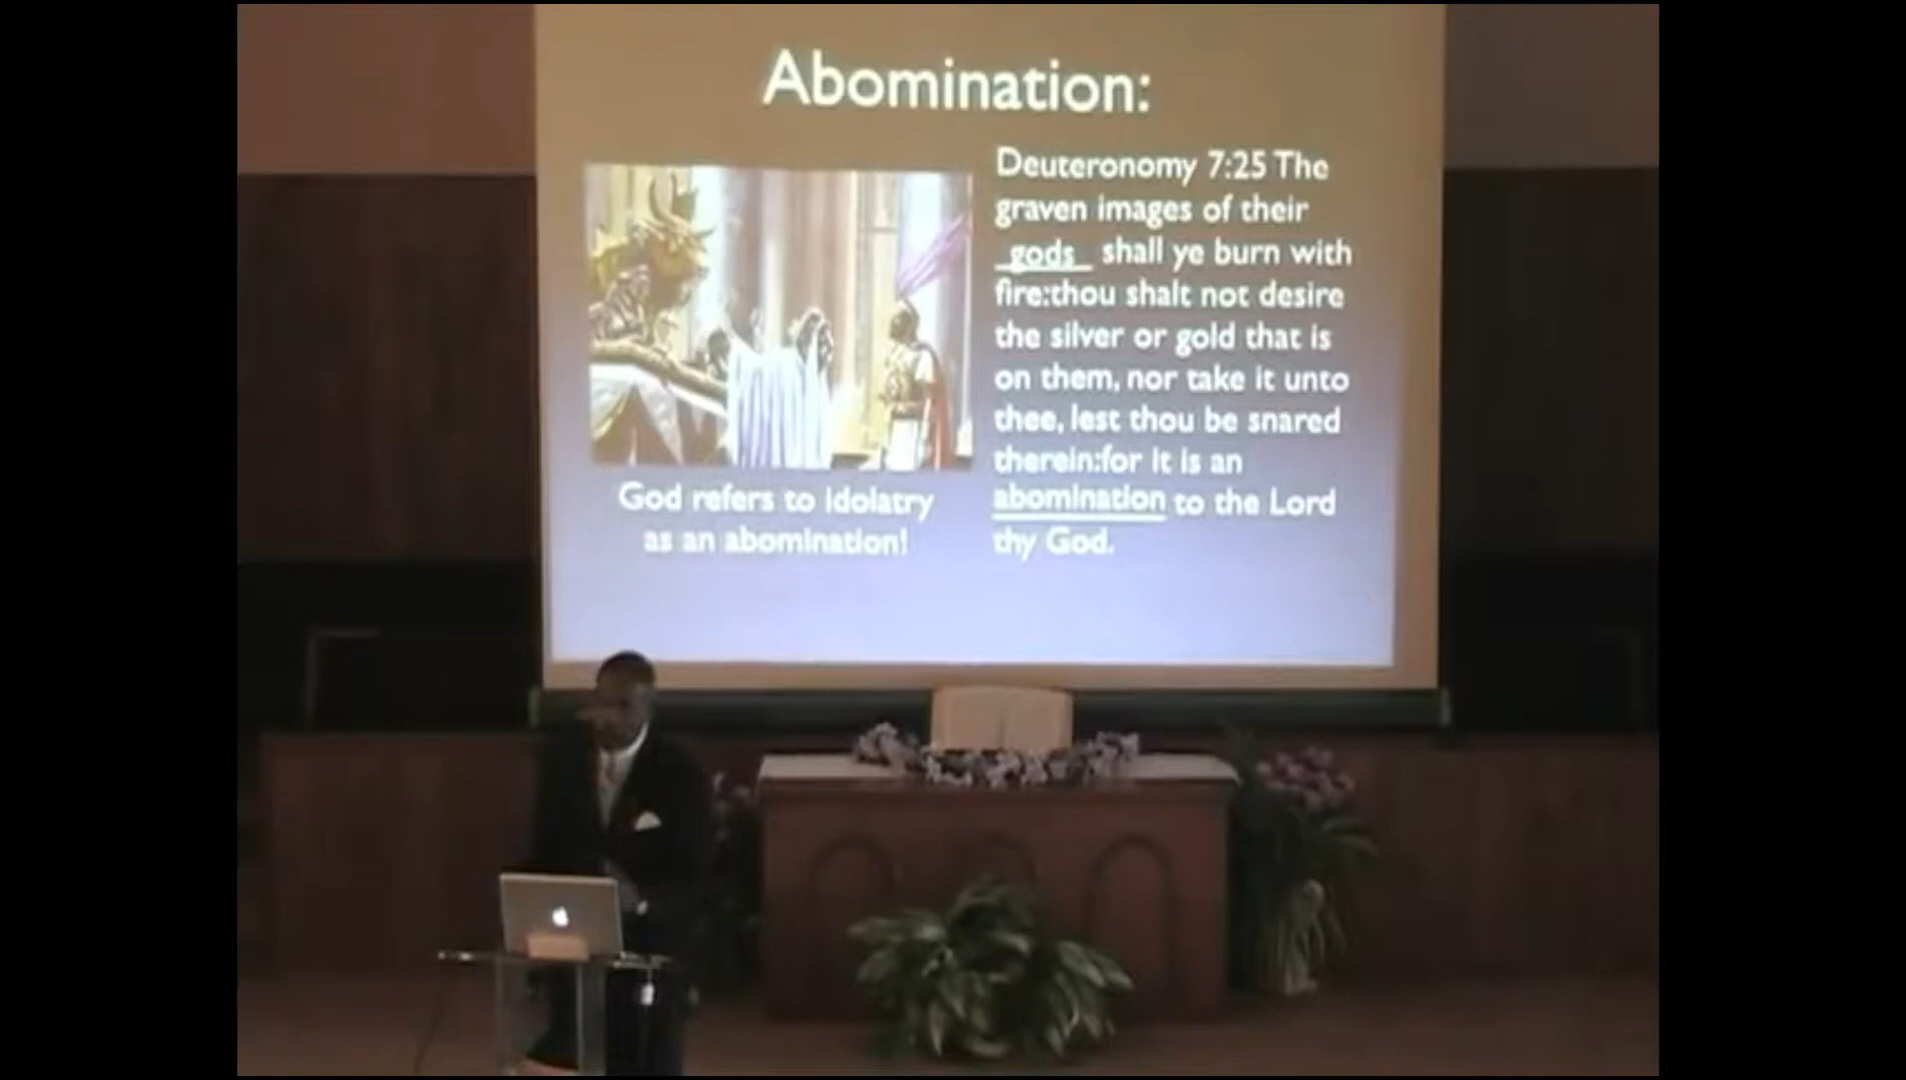 Abomination:
Deuteronomy 7:25 The
graven images of their
gods shall ye burn with
fire:thou shalt not desire
the silver or gold that is
on them, nor take it unto
thee, lest thou be snared
therein:for it is an
abomination to the Lord
thy God.
God refers to idolatry
as an abomination!